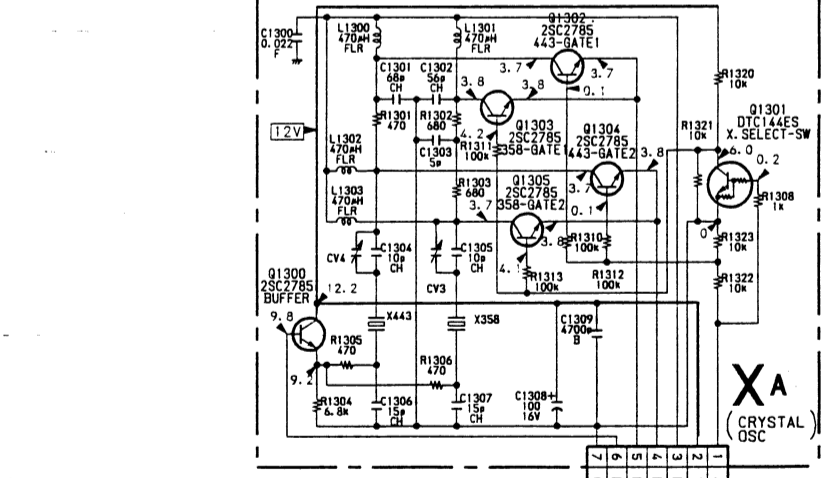 C1300
0.022
F
L1300
470μH
FLR
L1301
470μH
FLR
Q1302
2SC2785
443-GATE1
3.7
3.7
0.1
C1301
68p
CH
C1302
56p
CH
3.8
3.8
R1320
10k
Q1301
DTC144ES
X.SELECT-SW
12V
R1301
470
R1302
680
4.2
Q1303
2SC2785
358-GATE1
R1311
100k
C1303
5p
Q1304
2SC2785
443-GATE2
R1321
10k
6.0
0.2
L1302
470μH
FLR
3.8
3.7
0.1
R1303
680
Q1305
2SC2785
358-GATE2
R1308
1k
L1303
470μH
FLR
3.7
3.8
4.1
0
CV4
C1304
10p
CH
CV3
C1305
10p
CH
R1310
100k
R1312
100k
R1313
100k
R1323
10k
R1322
10k
Q1300
2SC2785
BUFFER
12.2
9.8
X443
X358
C1309
4700p
B
R1305
470
R1306
470
9.2
R1304
6.8k
C1306
15p
CH
C1307
15p
CH
C1308+
100
16V
XA
(CRYSTAL
OSC)
7 6 5 4 3 2 1